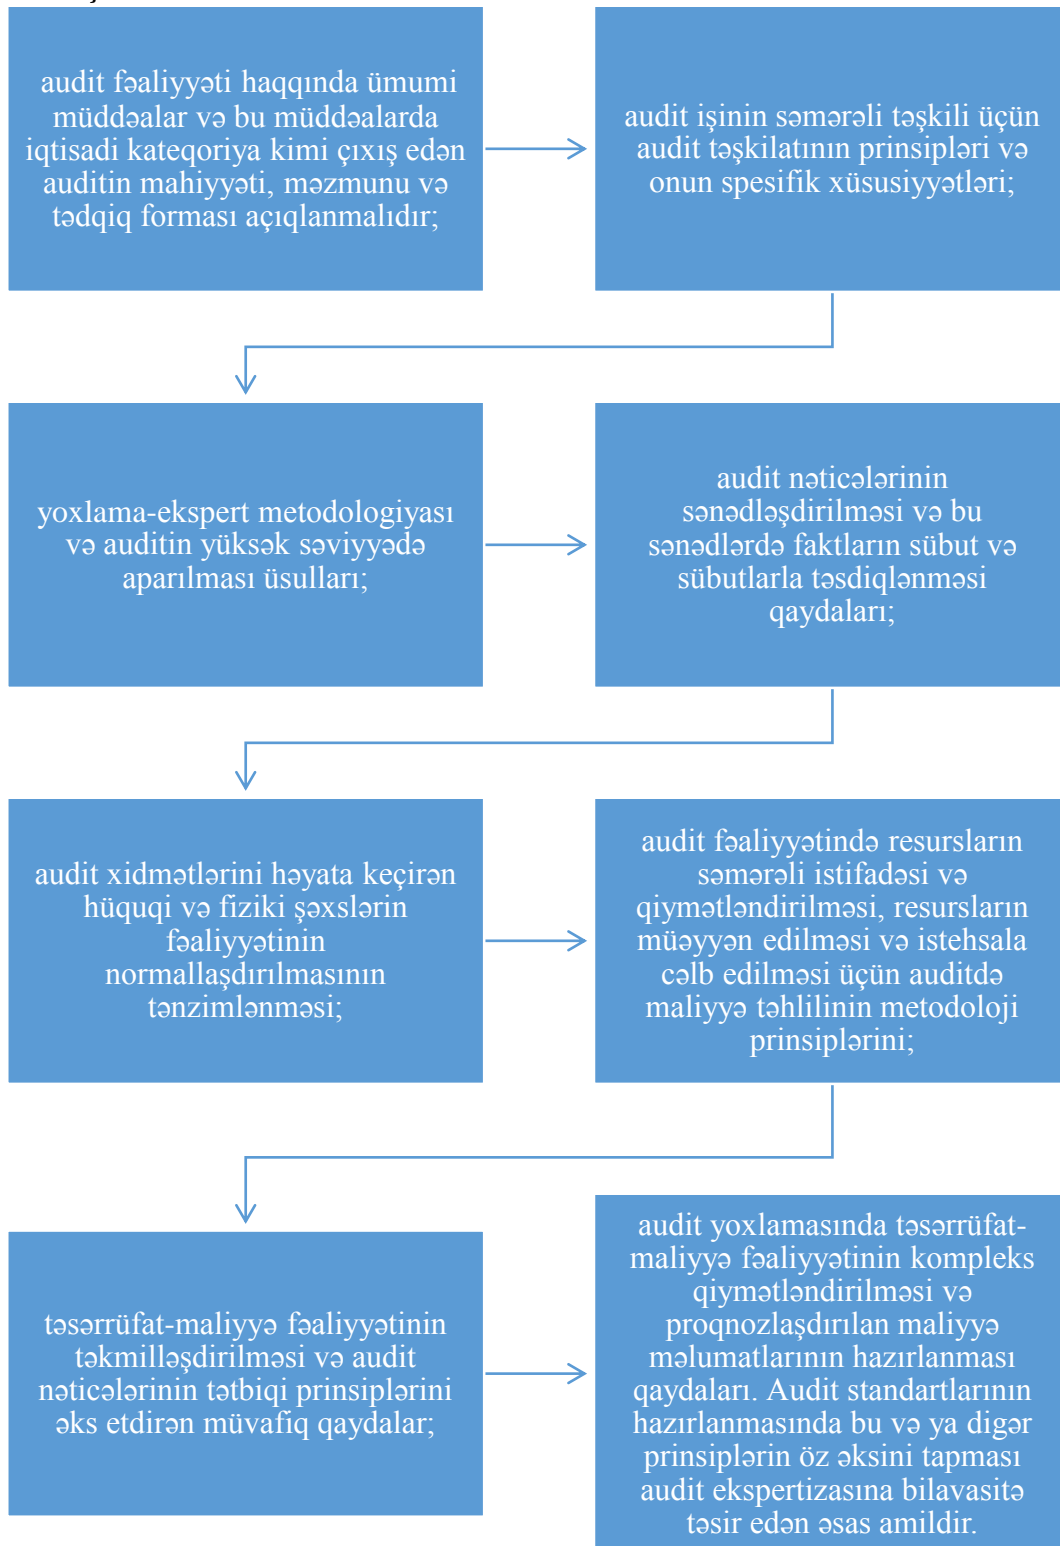 audit fəaliyyəti haqqında ümumi
müddəalar və bu müddəalarda
iqtisadi kateqoriya kimi çıxış edən
auditin mahiyyəti, məzmunu və
tədqiq forması açıqlanmalıdır;
audit işinin səmərəli təşkili üçün
audit təşkilatının prinsipləri və
onun spesifik xüsusiyyətləri;
yoxlama-ekspert metodologiyası
və auditin yüksək səviyyədə
aparılması üsulları;
audit nəticələrinin
sənədləşdirilməsi və bu
sənədlərdə faktların sübut və
sübutlarla təsdiqlənməsi
qaydaları;
audit xidmətlərini həyata keçirən
hüquqi və fiziki şəxslərin
fəaliyyətinin
normallaşdırılmasının
tənzimlənməsi;
audit fəaliyyətində resursların
səmərəli istifadəsi və
qiymətləndirilməsi, resursların
müəyyən edilməsi və istehsala
cəlb edilməsi üçün auditdə
maliyyə təhlilinin metodoloji
prinsiplərini;
təsərrüfat-maliyyə fəaliyyətinin
təkmilləşdirilməsi və audit
nəticələrinin tətbiqi prinsiplərini
əks etdirən müvafiq qaydalar;
audit yoxlamasında təsərrüfat-
maliyyə fəaliyyətinin kompleks
qiymətləndirilməsi və
proqnozlaşdırılan maliyyə
məlumatlarının hazırlanması
qaydaları. Audit standartlarının
hazırlanmasında bu və ya digər
prinsiplərin öz əksini tapması
audit ekspertizasına bilavasitə
təsir edən əsas amildir.